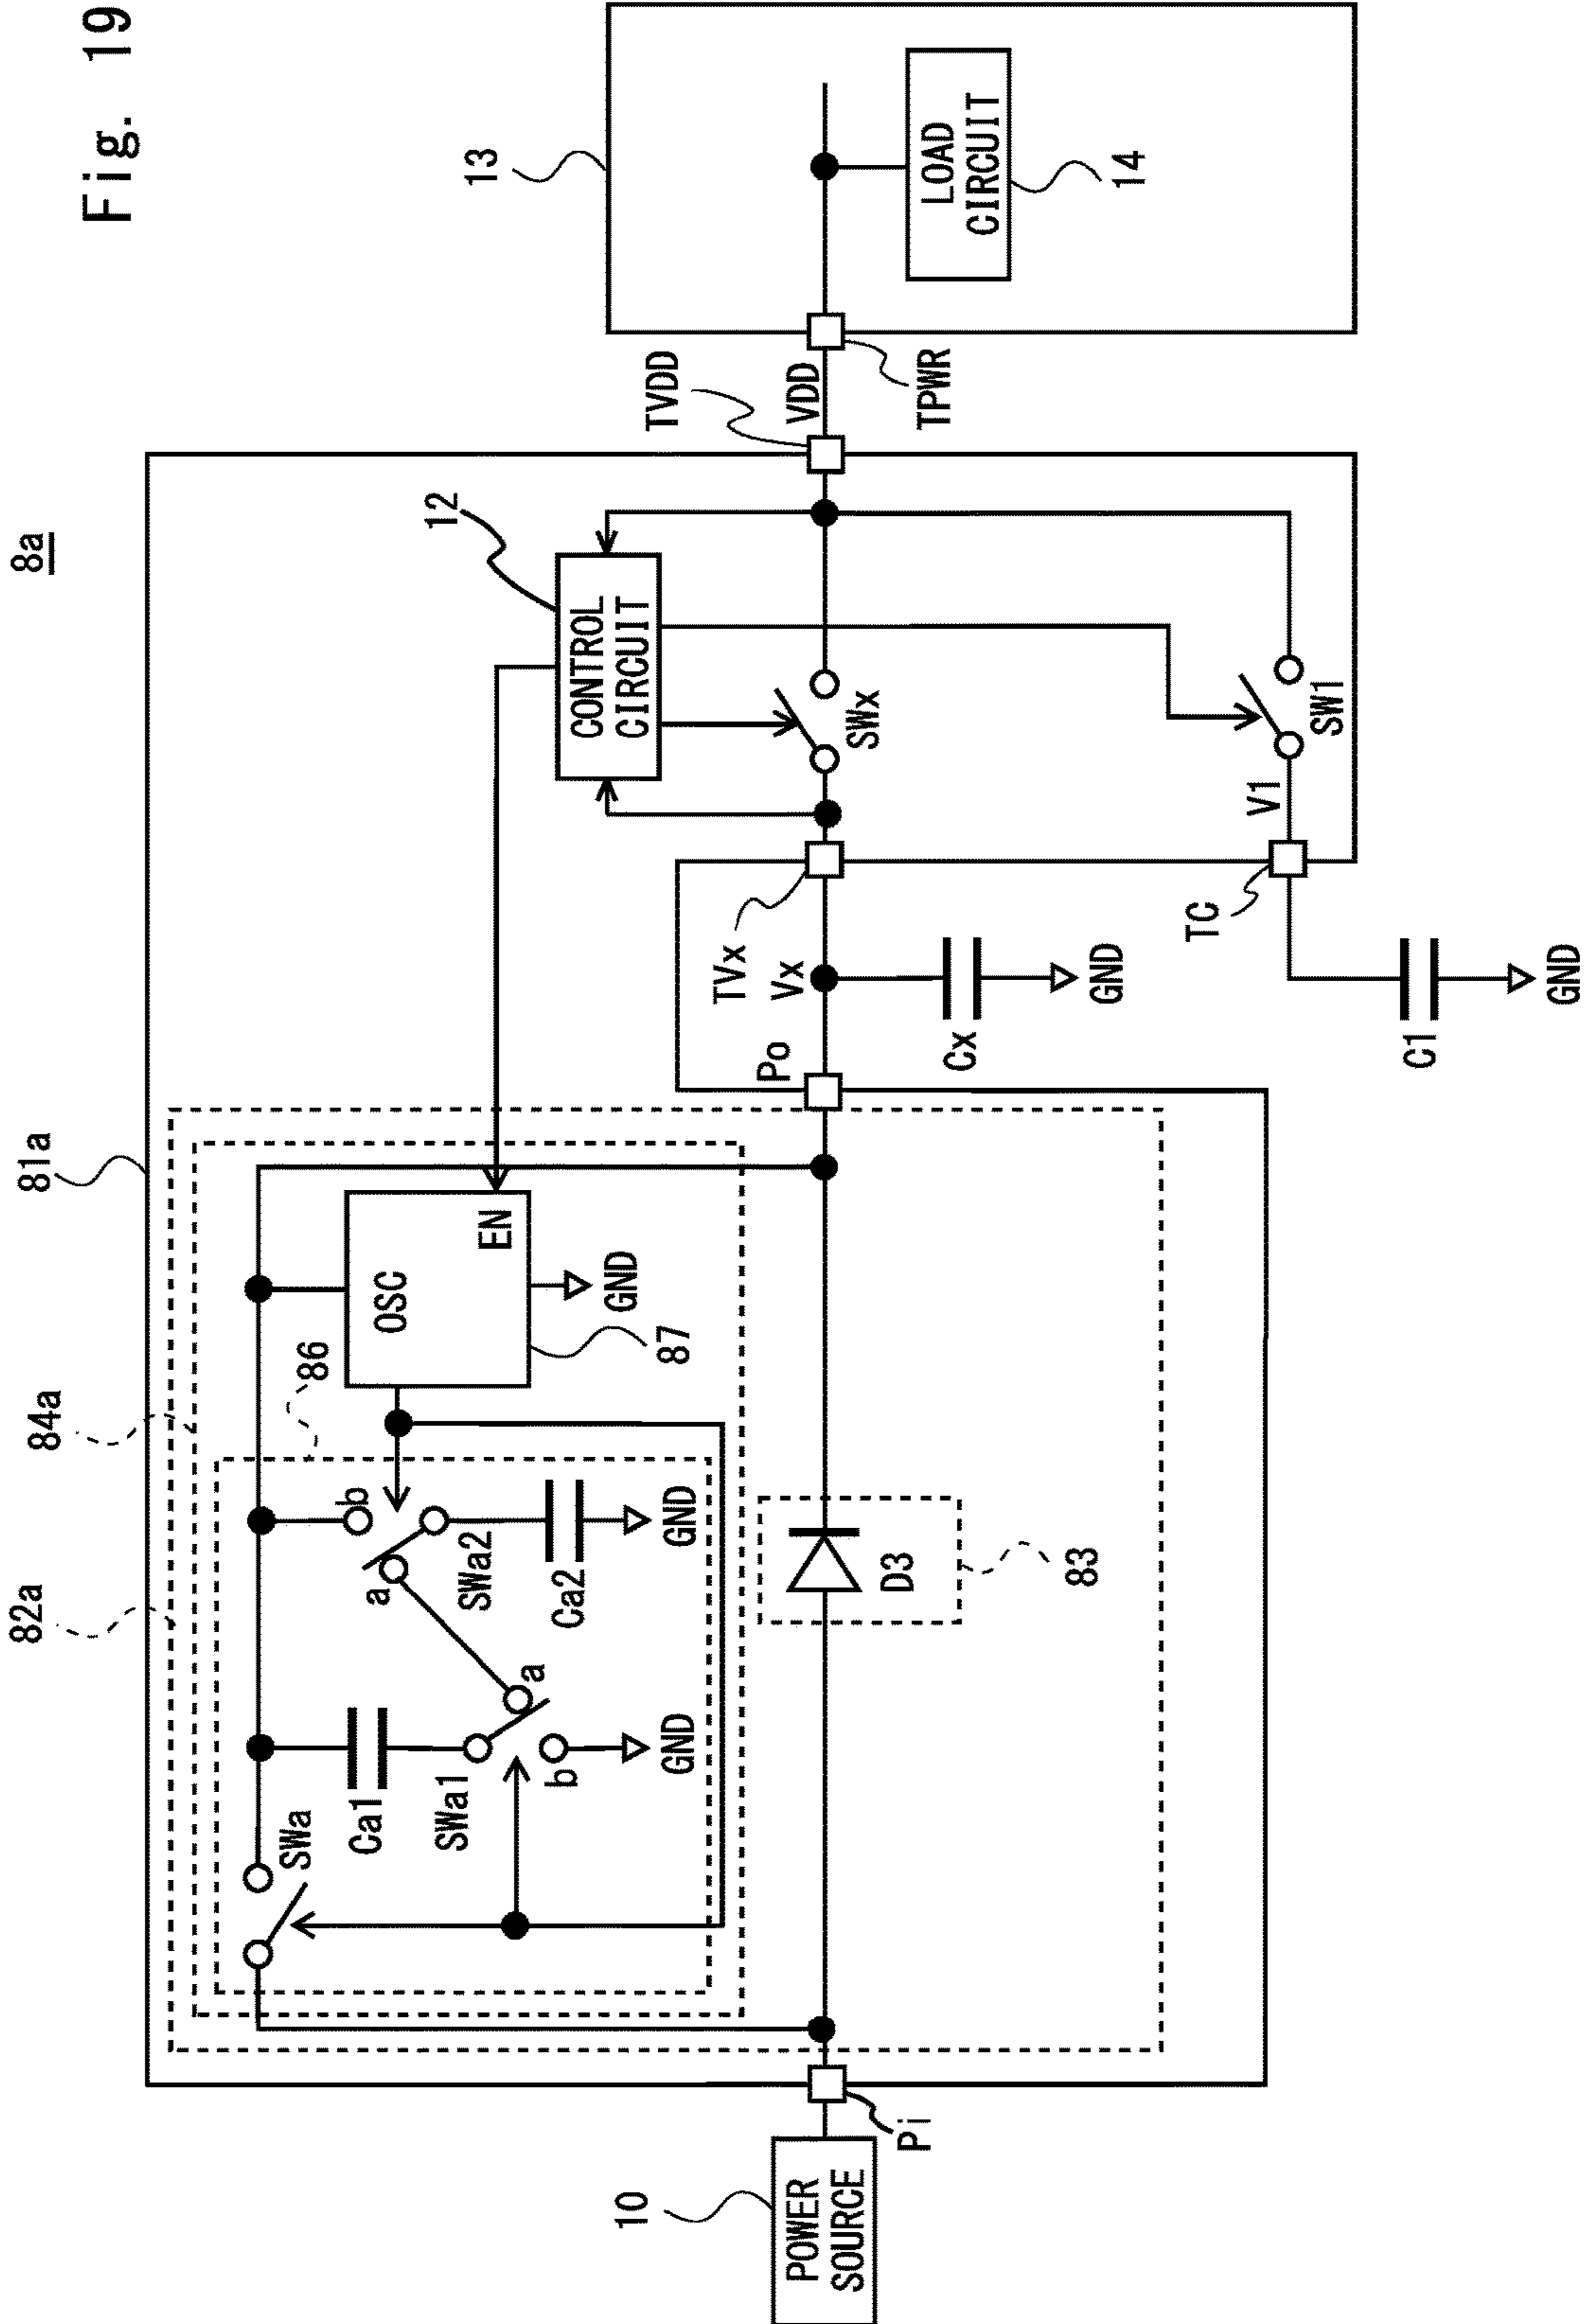 Fig. 19
8a
81a
82a
84a
86
SWa
Ca1
SWa1
a
b
GND
b
a
SWa2
Ca2
GND
OSC
EN
GND
87
D3
83
10
POWER
SOURCE
Pi
Po
Vx
TVx
Cx
GND
CONTROL
CIRCUIT
12
SWx
TVDD
VDD
TPWR
13
LOAD
CIRCUIT
14
TC
V1
SW1
C1
GND